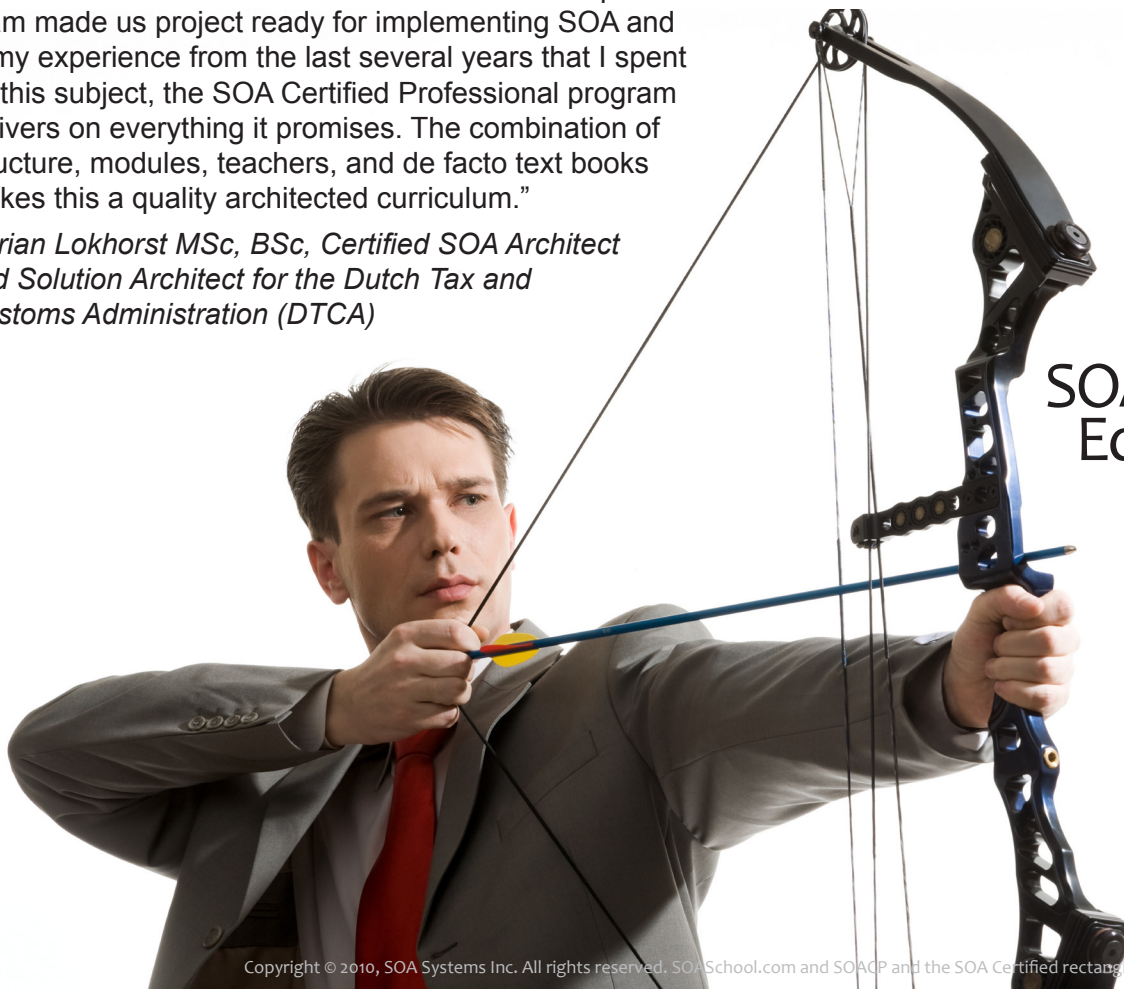 am made us project ready for implementing SOA and
my experience from the last several years that I spent
this subject, the SOA Certified Professional program
ivers on everything it promises. The combination of
ucture, modules, teachers, and de facto text books
kes this a quality architected curriculum.”
rian Lokhorst MSc, BSc, Certified SOA Architect
d Solution Architect for the Dutch Tax and
stoms Administration (DTCA)
SOA
Ed
Copyright © 2010, SOA Systems Inc. All rights reserved. SOASchool.com and SOACP and the SOA Certified rectang